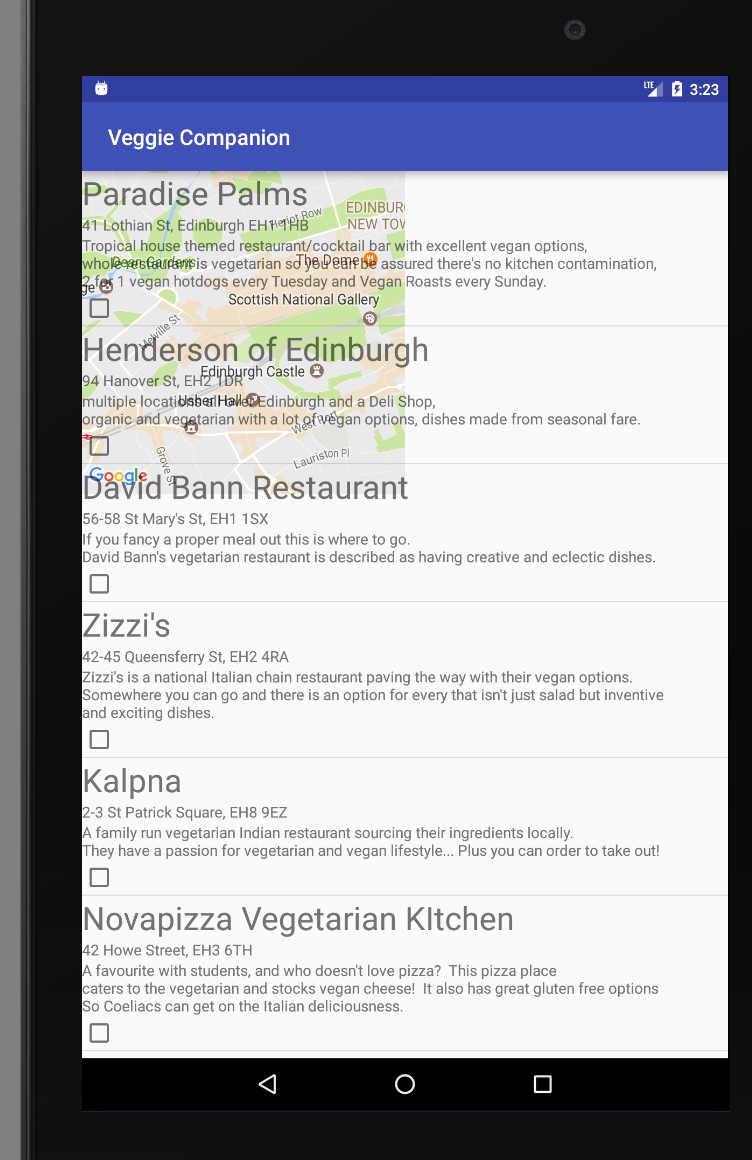 LTE 3:23
Veggie Companion
Paradise Palms
EDINBUR
NEW TOW
Heriot Row
41 Lothian St, Edinburgh EH1 1HB
Tropical house themed restaurant/cocktail bar with excellent vegan options,
Dean Gardens
The Dome
whole restaurant is vegetarian so you can be assured there's no kitchen contamination,
2 for 1 vegan hotdogs every Tuesday and Vegan Roasts every Sunday.
ge
Scottish National Gallery
Melville St
Henderson of Edinburgh
Edinburgh Castle
94 Hanover St, EH2 1DR
Usher Hall
multiple locations all over Edinburgh and a Deli Shop,
organic and vegetarian with a lot of vegan options, dishes made from seasonal fare.
West Port
Lauriston Pl
Grove St
Google
David Bann Restaurant
56-58 St Mary's St, EH1 1SX
If you fancy a proper meal out this is where to go.
David Bann's vegetarian restaurant is described as having creative and eclectic dishes.
Zizzi's
42-45 Queensferry St, EH2 4RA
Zizzi's is a national Italian chain restaurant paving the way with their vegan options.
Somewhere you can go and there is an option for every that isn't just salad but inventive
and exciting dishes.
Kalpna
2-3 St Patrick Square, EH8 9EZ
A family run vegetarian Indian restaurant sourcing their ingredients locally.
They have a passion for vegetarian and vegan lifestyle... Plus you can order to take out!
Novapizza Vegetarian KItchen
42 Howe Street, EH3 6TH
A favourite with students, and who doesn't love pizza?  This pizza place
caters to the vegetarian and stocks vegan cheese!  It also has great gluten free options
So Coeliacs can get on the Italian deliciousness.